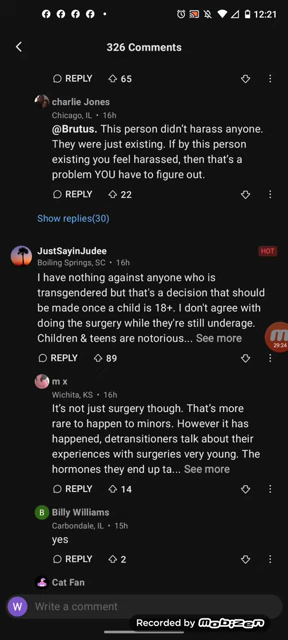 12:21
326 Comments
REPLY 65
charlie Jones
Chicago, IL • 16h
@Brutus. This person didn't harass anyone.
They were just existing. If by this person
existing you feel harassed, then that's a
problem YOU have to figure out.
REPLY 22
Show replies(30)
JustSayinJudee
HOT
Boiling Springs, SC • 16h
I have nothing against anyone who is
transgendered but that's a decision that should
be made once a child is 18+. I don't agree with
doing the surgery while they're still underage.
Children & teens are notorious... See more
29:24
REPLY 89
m x
Wichita, KS • 16h
It's not just surgery though. That's more
rare to happen to minors. However it has
happened, detransitioners talk about their
experiences with surgeries very young. The
hormones they end up ta... See more
REPLY 14
B
Billy Williams
Carbondale, IL • 15h
yes
REPLY 2
Cat Fan
W
Write a comment
Recorded by mobizen